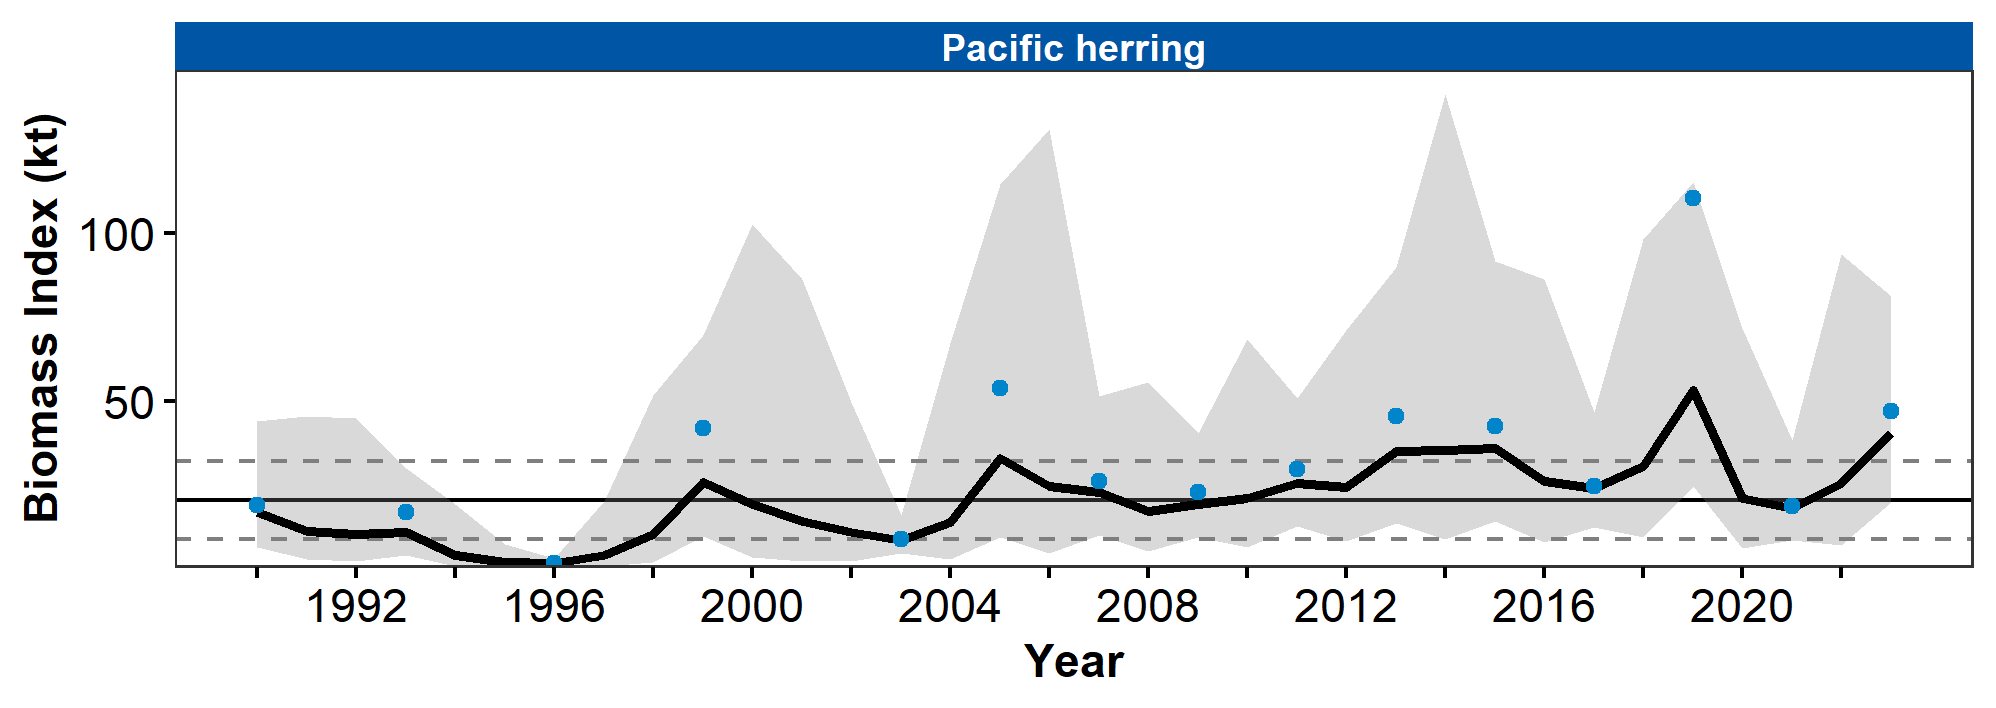 Pacific herring
Biomass Index (kt)
100
50
1992 1996 2000 2004 2008 2012 2016 2020
Year